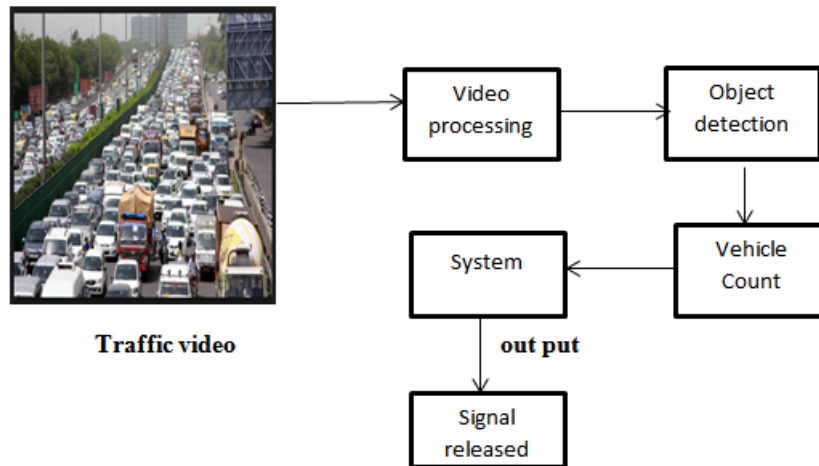 Video
processing
Object
detection
Vehicle
Count
System
Traffic video
out put
Signal
released